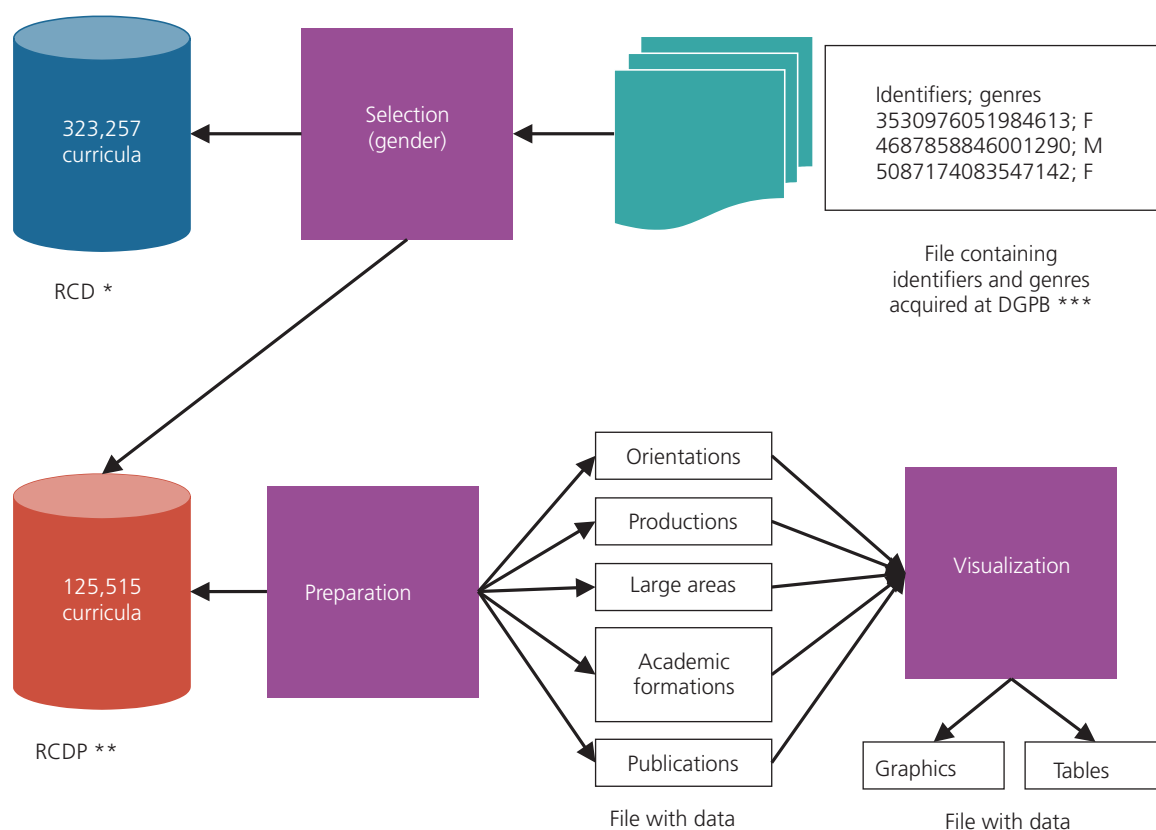 323,257
curricula
RCD *
Selection
(gender)
Identifiers; genres
3530976051984613; F
4687858846001290; M
5087174083547142; F
File containing
identifiers and genres
acquired at DGPB ***
125,515
curricula
RCDP **
Preparation
Orientations
Productions
Large areas
Academic
formations
Publications
File with data
Visualization
Graphics
Tables
File with data